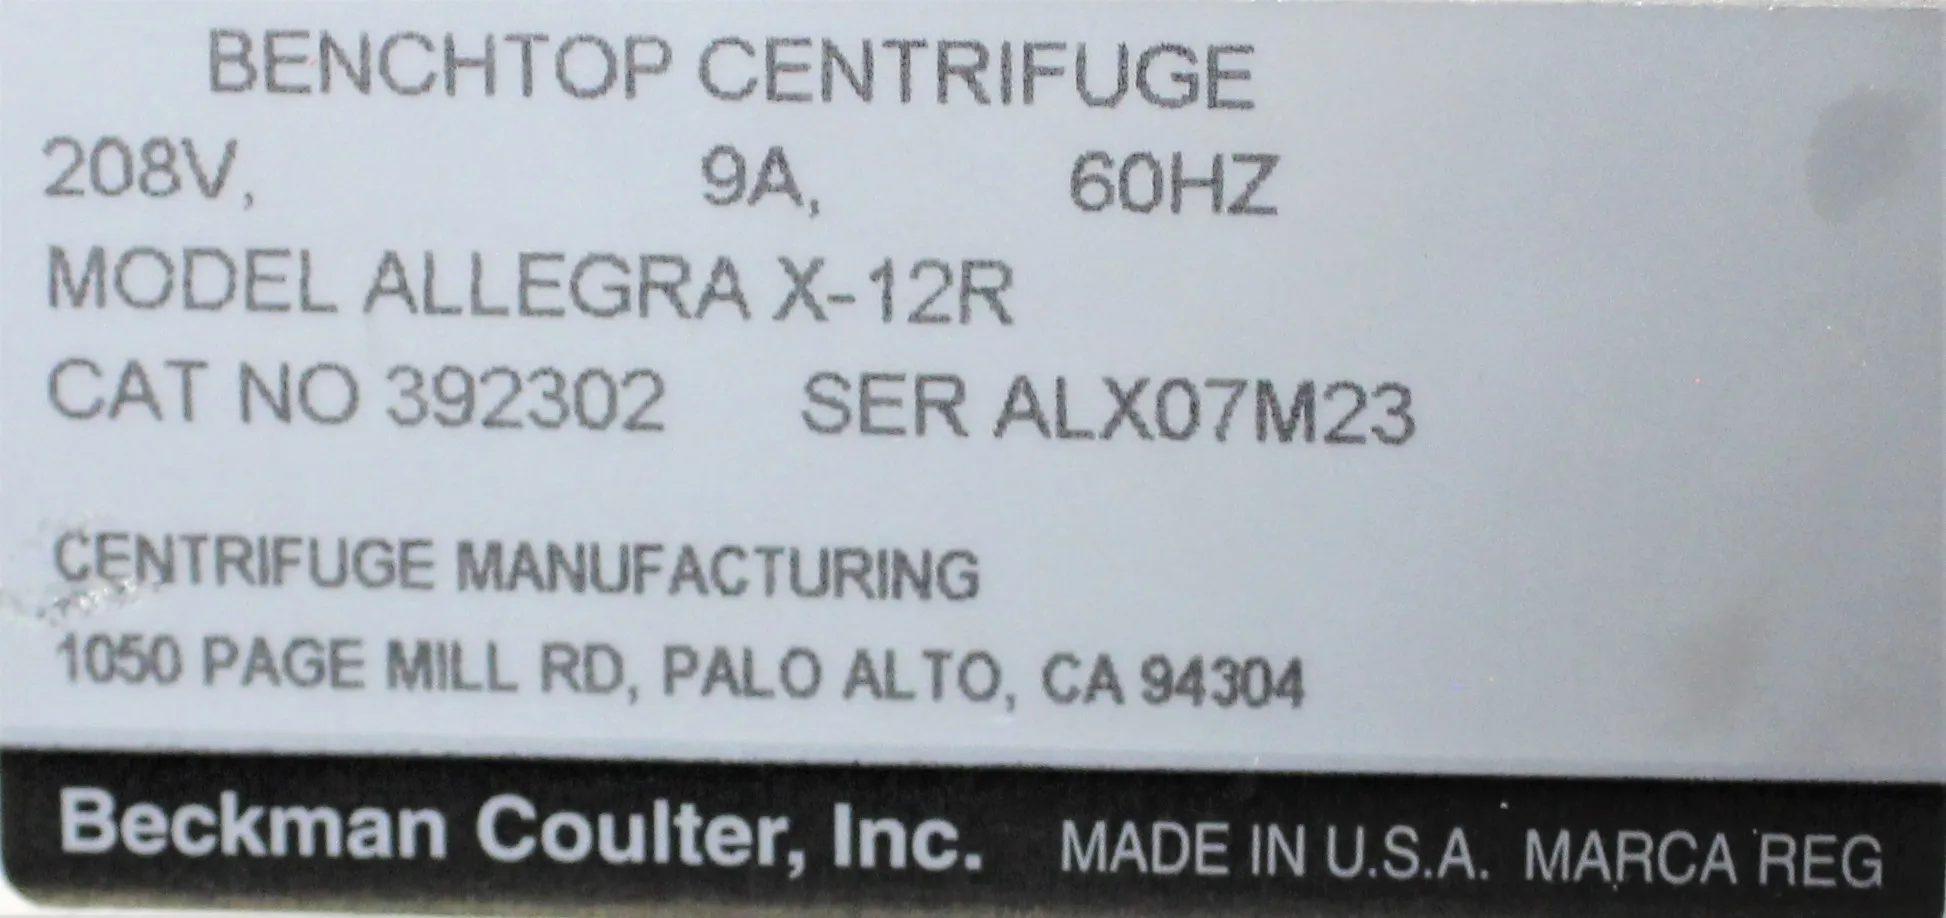 BENCHTOP CENTRIFUGE
208V, 9A, 60HZ
MODEL ALLEGRA X-12R
CAT NO 392302 SER ALX07M23
CENTRIFUGE MANUFACTURING
1050 PAGE MILL RD, PALO ALTO, CA 94304
Beckman Coulter, Inc. MADE IN U.S.A. MARCA REG